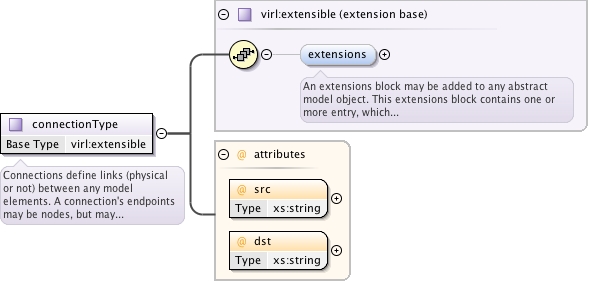 virl:extensible (extension base)
extensions
An extensions block may be added to any abstract
model object. This extensions block contains one or
more entry, which...
connectionType
Base Type virl:extensible
Connections define links (physical
or not) between any model
elements. A connection's endpoints
may be nodes, but may...
@ attributes
@ src
Type xs:string
@ dst
Type xs:string